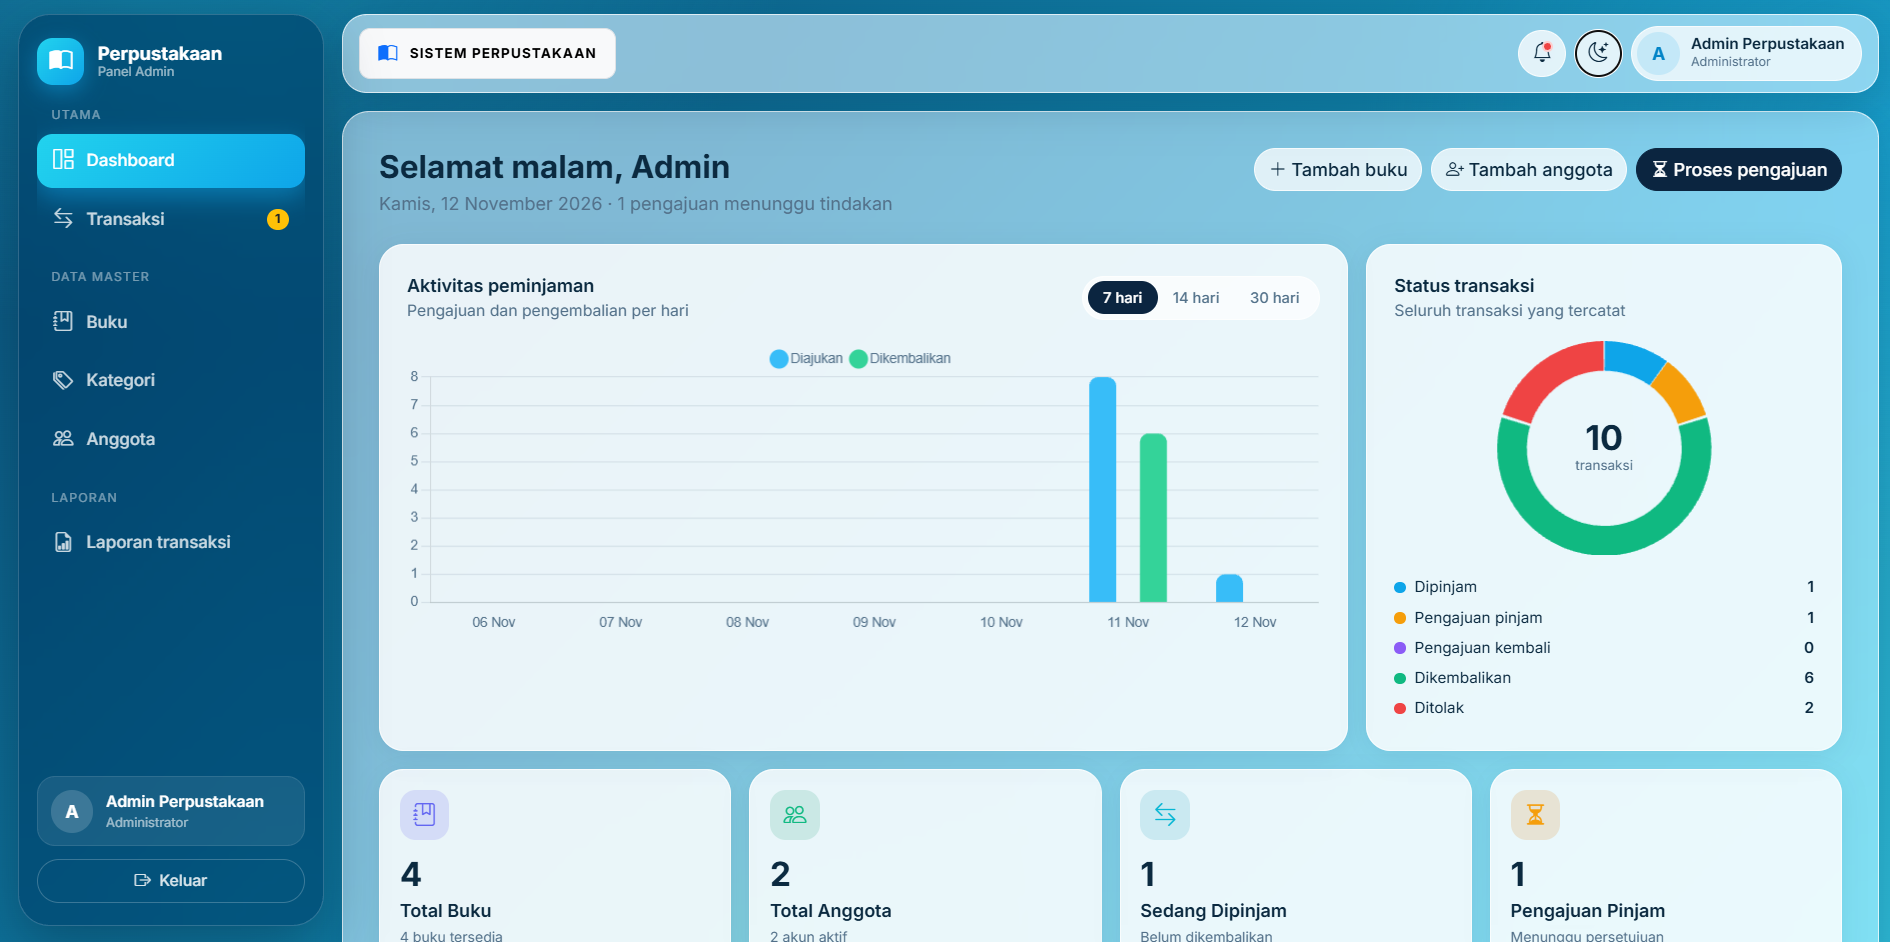 Perpustakaan
Panel Admin
UTAMA
Dashboard
Transaksi 1
DATA MASTER
Buku
Kategori
Anggota
LAPORAN
Laporan transaksi
A
Admin Perpustakaan
Administrator
Keluar
SISTEM PERPUSTAKAAN
A
Admin Perpustakaan
Administrator
Selamat malam, Admin
Kamis, 12 November 2026 · 1 pengajuan menunggu tindakan
Tambah buku
Tambah anggota
Proses pengajuan
Aktivitas peminjaman
Pengajuan dan pengembalian per hari
7 hari 14 hari 30 hari
Diajukan Dikembalikan
8
7
6
5
4
3
2
1
0
06 Nov 07 Nov 08 Nov 09 Nov 10 Nov 11 Nov 12 Nov
Status transaksi
Seluruh transaksi yang tercatat
10
transaksi
Dipinjam 1
Pengajuan pinjam 1
Pengajuan kembali 0
Dikembalikan 6
Ditolak 2
4
Total Buku
4 buku tersedia
2
Total Anggota
2 akun aktif
1
Sedang Dipinjam
Belum dikembalikan
1
Pengajuan Pinjam
Menunggu persetujuan